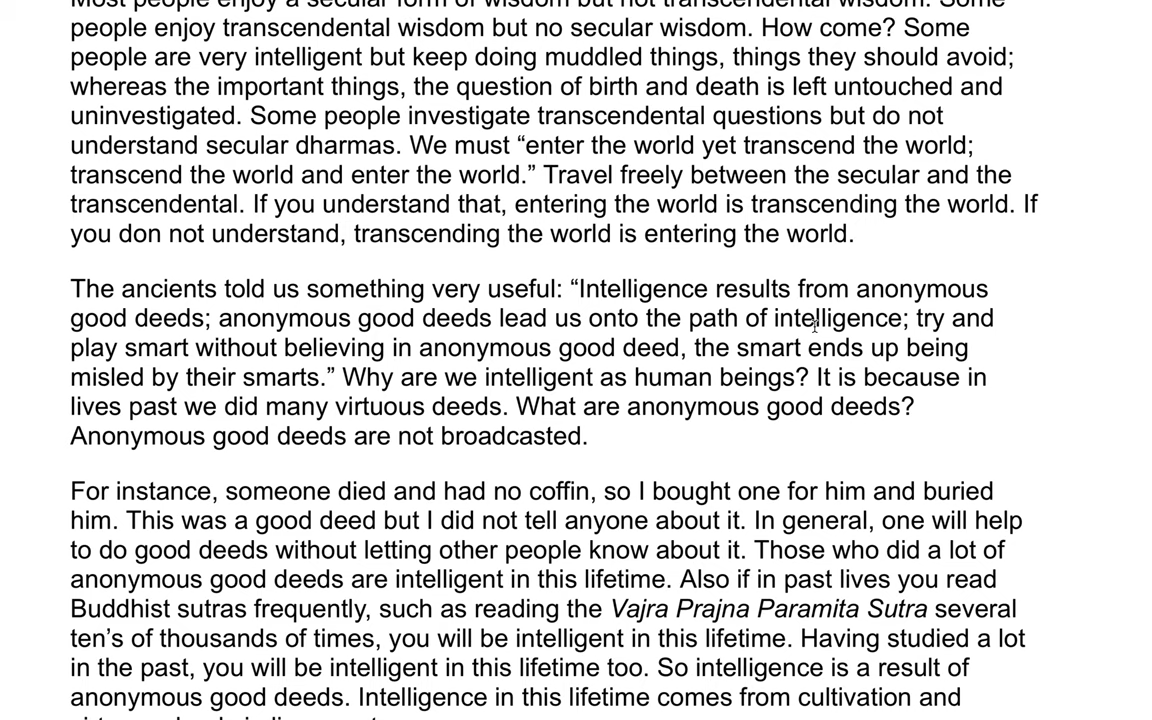 Most people enjoy a secular form of wisdom but not transcendental wisdom. Some
people enjoy transcendental wisdom but no secular wisdom. How come? Some
people are very intelligent but keep doing muddled things, things they should avoid;
whereas the important things, the question of birth and death is left untouched and
uninvestigated. Some people investigate transcendental questions but do not
understand secular dharmas. We must “enter the world yet transcend the world;
transcend the world and enter the world.” Travel freely between the secular and the
transcendental. If you understand that, entering the world is transcending the world. If
you don not understand, transcending the world is entering the world.
The ancients told us something very useful: “Intelligence results from anonymous
good deeds; anonymous good deeds lead us onto the path of intelligence; try and
play smart without believing in anonymous good deed, the smart ends up being
misled by their smarts.” Why are we intelligent as human beings? It is because in
lives past we did many virtuous deeds. What are anonymous good deeds?
Anonymous good deeds are not broadcasted.
For instance, someone died and had no coffin, so I bought one for him and buried
him. This was a good deed but I did not tell anyone about it. In general, one will help
to do good deeds without letting other people know about it. Those who did a lot of
anonymous good deeds are intelligent in this lifetime. Also if in past lives you read
Buddhist sutras frequently, such as reading the Vajra Prajna Paramita Sutra several
ten’s of thousands of times, you will be intelligent in this lifetime. Having studied a lot
in the past, you will be intelligent in this lifetime too. So intelligence is a result of
anonymous good deeds. Intelligence in this lifetime comes from cultivation and